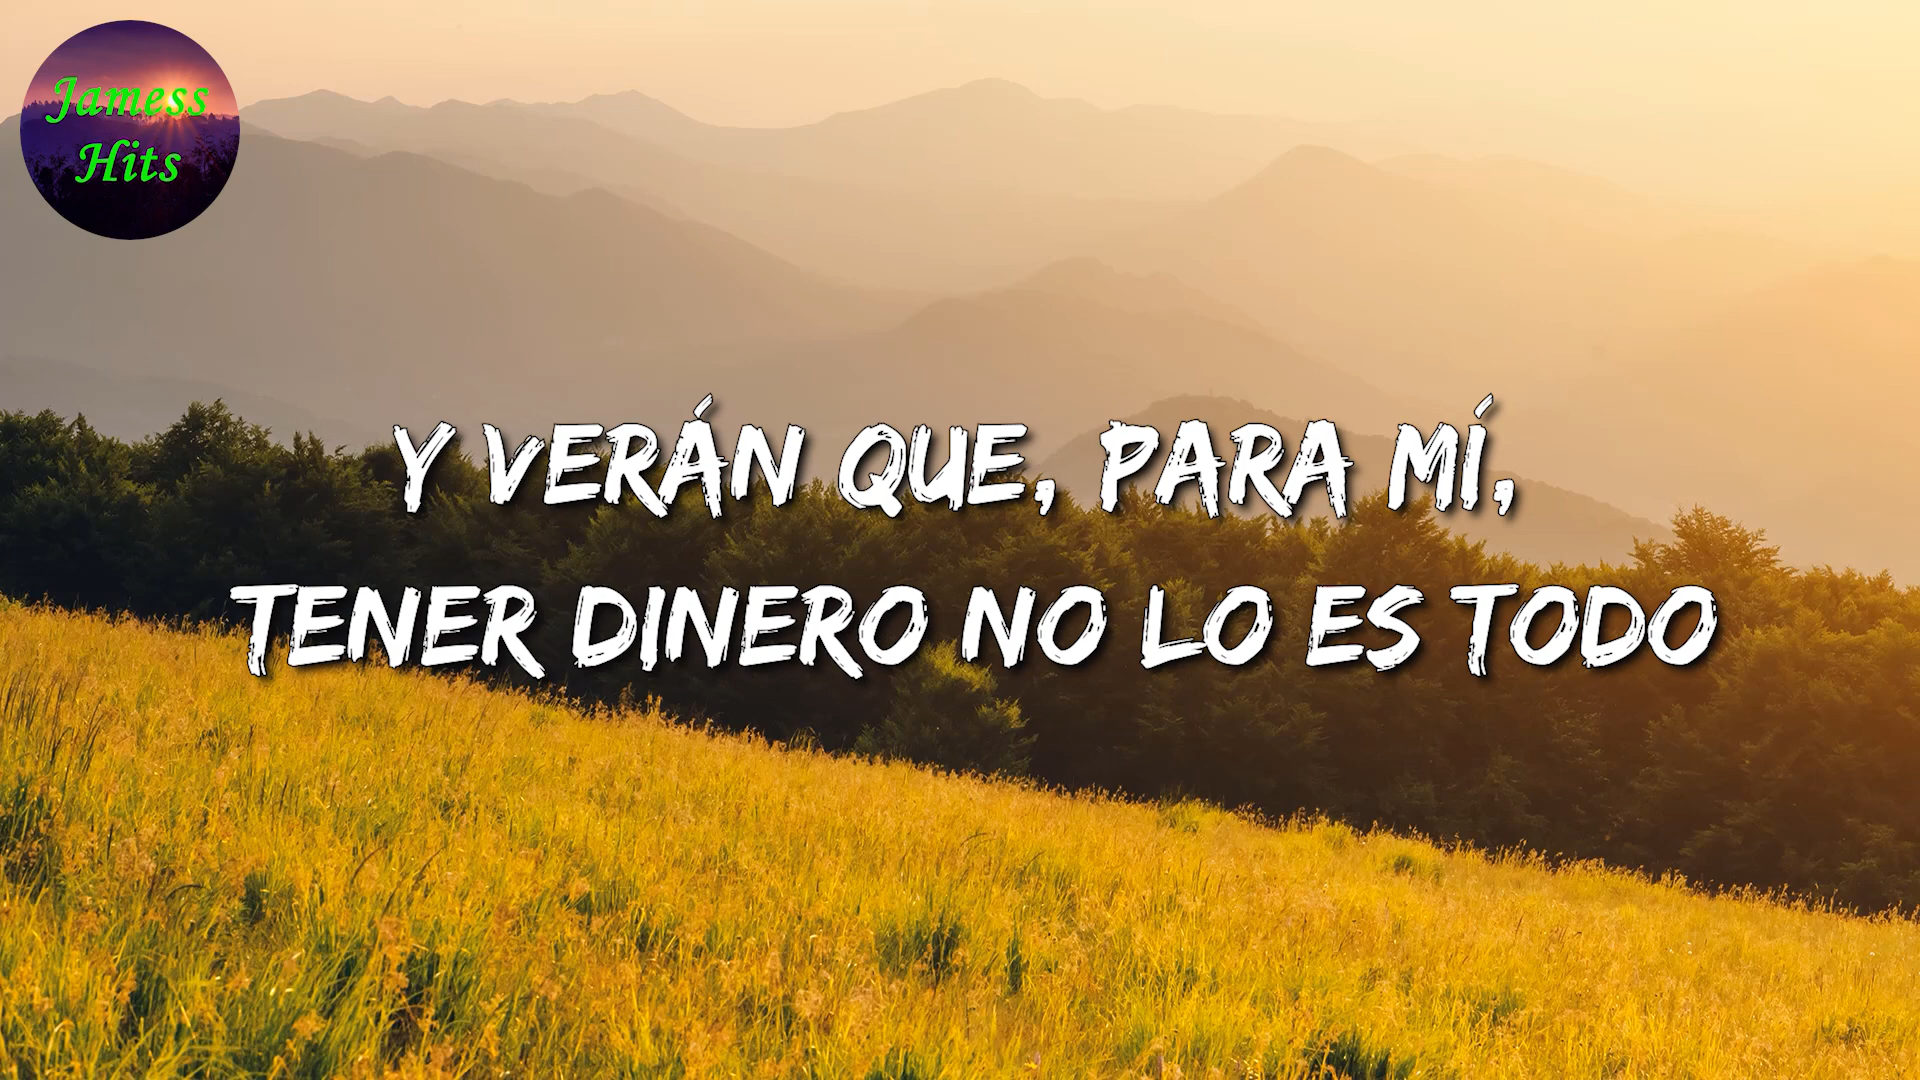 Jamess
Hits
Y VERÁN QUE, PARA MÍ,
TENER DINERO NO LO ES TODO